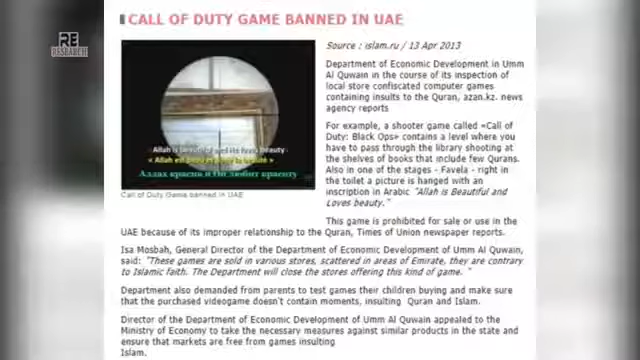 CALL OF DUTY GAME BANNED IN UAE
RE
RESEARCH
Source : islam.ru / 13 Apr 2013
Department of Economic Development in Umm
Al Quwain in the course of its inspection of
local store confiscated computer games
containing insults to the Quran, azan.kz. news
agency reports
Allah is beautiful and He loves beauty
« Allah est beau et aime la beauté »
Аллах красив и Он любит красоту
Call of Duty Game banned in UAE
For example, a shooter game called «Call of
Duty: Black Ops» contains a level where you
have to pass through the library shooting at
the shelves of books that include few Qurans.
Also in one of the stages - Favela - right in
the toilet a picture is hanged with an
inscription in Arabic "Allah is Beautiful and
Loves beauty."
This game is prohibited for sale or use in the
UAE because of its improper relationship to the Quran, Times of Union newspaper reports.
Isa Mosbah, General Director of the Department of Economic Development of Umm Al Quwain,
said: "These games are sold in various stores, scattered in areas of Emirate, they are contrary
to Islamic faith. The Department will close the stores offering this kind of game. "
Department also demanded from parents to test games their children buying and make sure
that the purchased videogame doesn't contain moments, insulting Quran and Islam.
Director of the Department of Economic Development of Umm Al Quwain appealed to the
Ministry of Economy to take the necessary measures against similar products in the state and
ensure that markets are free from games insulting
Islam.